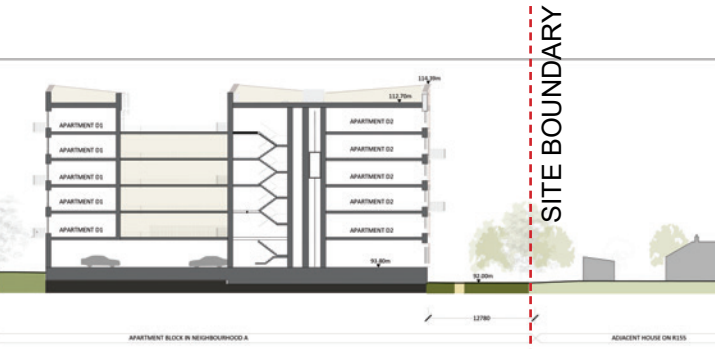 SITE BOUNDARY
114.39m
112.70m
APARTMENT D1
APARTMENT D2
APARTMENT D1
APARTMENT D2
APARTMENT D1
APARTMENT D2
APARTMENT D1
APARTMENT D2
APARTMENT D1
APARTMENT D2
93.80m
92.00m
12780
APARTMENT BLOCK IN NEIGHBOURHOOD A
ADJACENT HOUSE ON R155